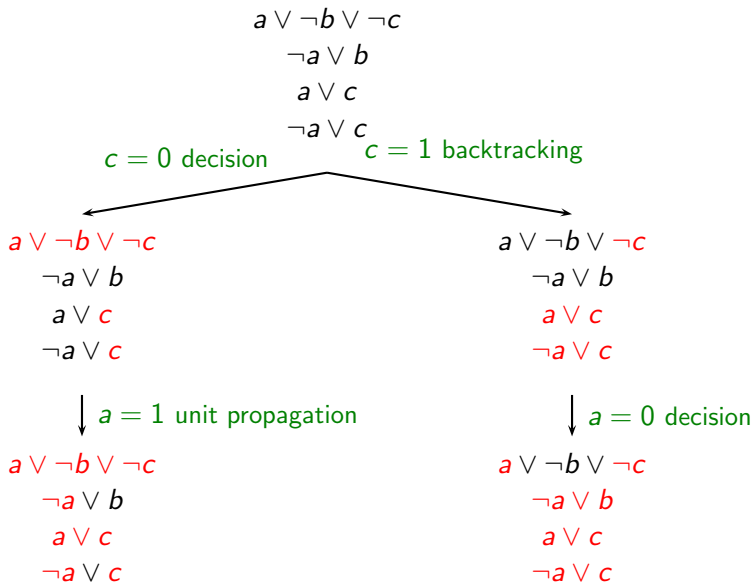 a ∨ ¬b ∨ ¬c
¬a ∨ b
a ∨ c
¬a ∨ c
c = 0 decision
c = 1 backtracking
a ∨ ¬b ∨ ¬c
¬a ∨ b
a ∨ c
¬a ∨ c
a = 1 unit propagation
a ∨ ¬b ∨ ¬c
¬a ∨ b
a ∨ c
¬a ∨ c
a ∨ ¬b ∨ ¬c
¬a ∨ b
a ∨ c
¬a ∨ c
a = 0 decision
a ∨ ¬b ∨ ¬c
¬a ∨ b
a ∨ c
¬a ∨ c